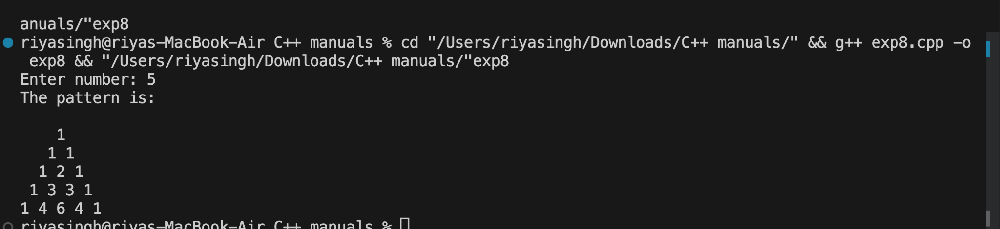 anuals/"exp8
riyasingh@riyas-MacBook-Air C++ manuals % cd "/Users/riyasingh/Downloads/C++ manuals/" && g++ exp8.cpp -o
 exp8 && "/Users/riyasingh/Downloads/C++ manuals/"exp8
Enter number: 5
The pattern is:

    1
   1 1
  1 2 1
 1 3 3 1
1 4 6 4 1
riyasingh@riyas-MacBook-Air C++ manuals %